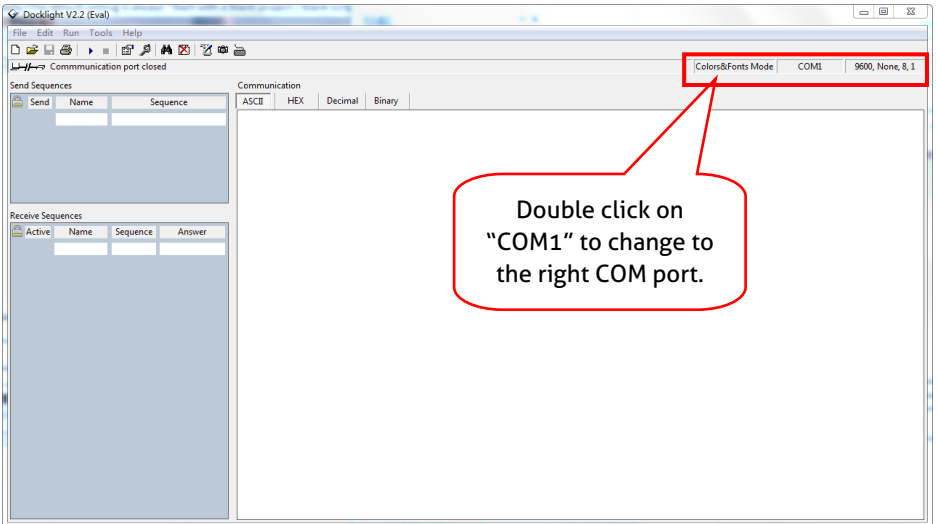 Docklight V2.2 (Eval)
File Edit Run Tools Help
Commmunication port closed
Colors&Fonts Mode COM1 9600, None, 8, 1
Send Sequences
Send Name Sequence
Communication
ASCII HEX Decimal Binary
Double click on
“COM1” to change to
the right COM port.
Receive Sequences
Active Name Sequence Answer